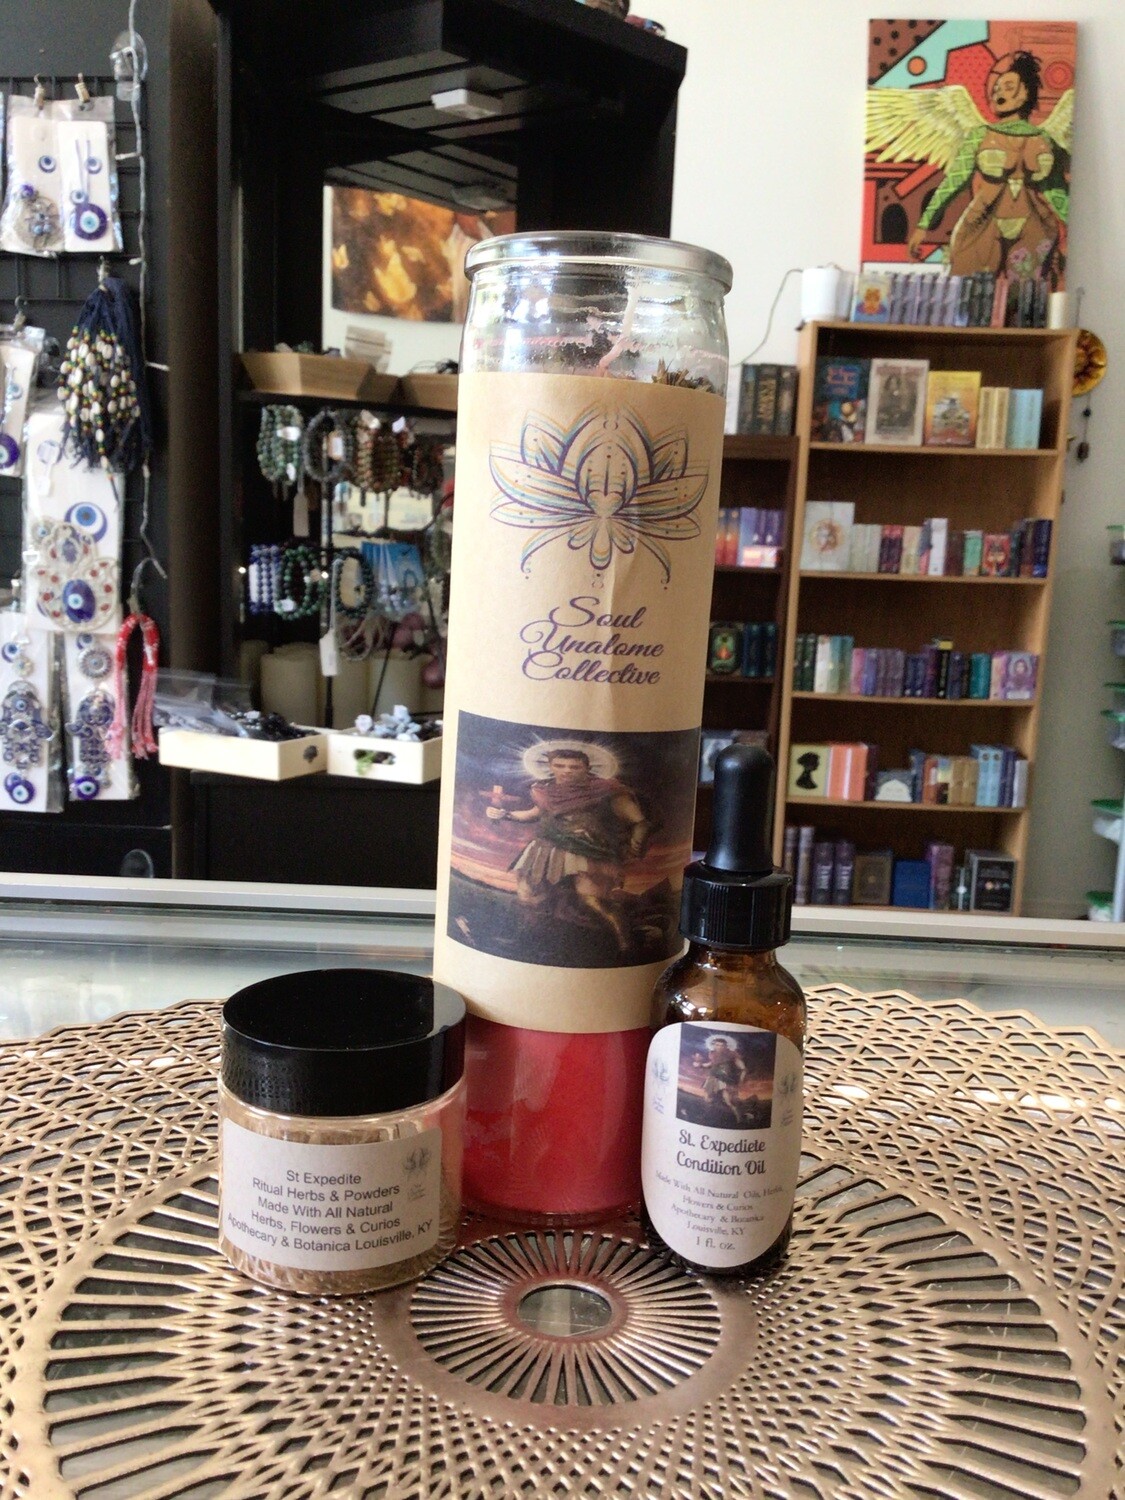 Soul
Unalome
Collective
St Expedite
Ritual Herbs & Powders
Made With All Natural
Herbs, Flowers & Curios
Apothecary & Botanica Louisville, KY
St. Expediete
Condition Oil
Made With All Natural Oils, Herbs,
Flowers & Curios
Apothecary & Botanica
Louisville, KY
1 fl. oz.